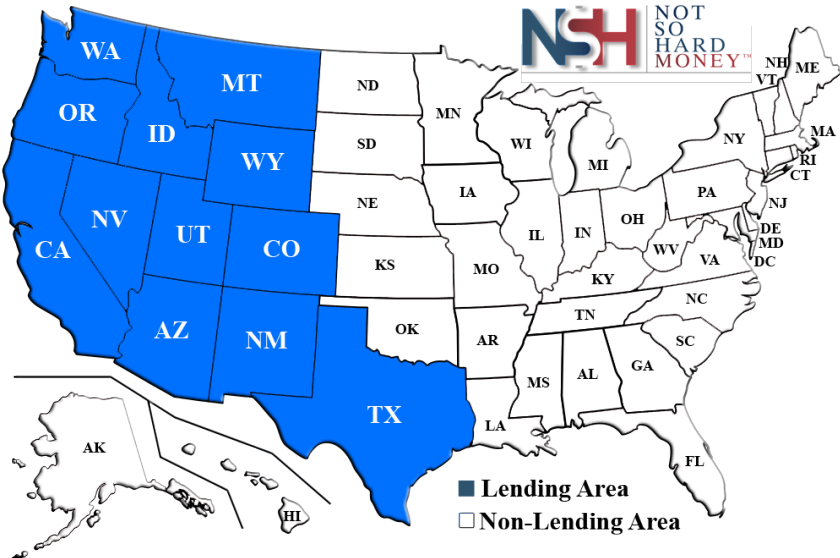 NSH
NOT
SO
HARD
MONEY™
WA
MT
ND
MN
OR
ID
WY
SD
WI
MI
NY
VT
NH
ME
MA
RI
CT
NV
UT
CO
NE
IA
IL
IN
OH
PA
NJ
DE
MD
DC
CA
KS
MO
KY
WV
VA
AZ
NM
OK
AR
TN
NC
SC
TX
LA
MS
AL
GA
FL
AK
HI
Lending Area
Non-Lending Area